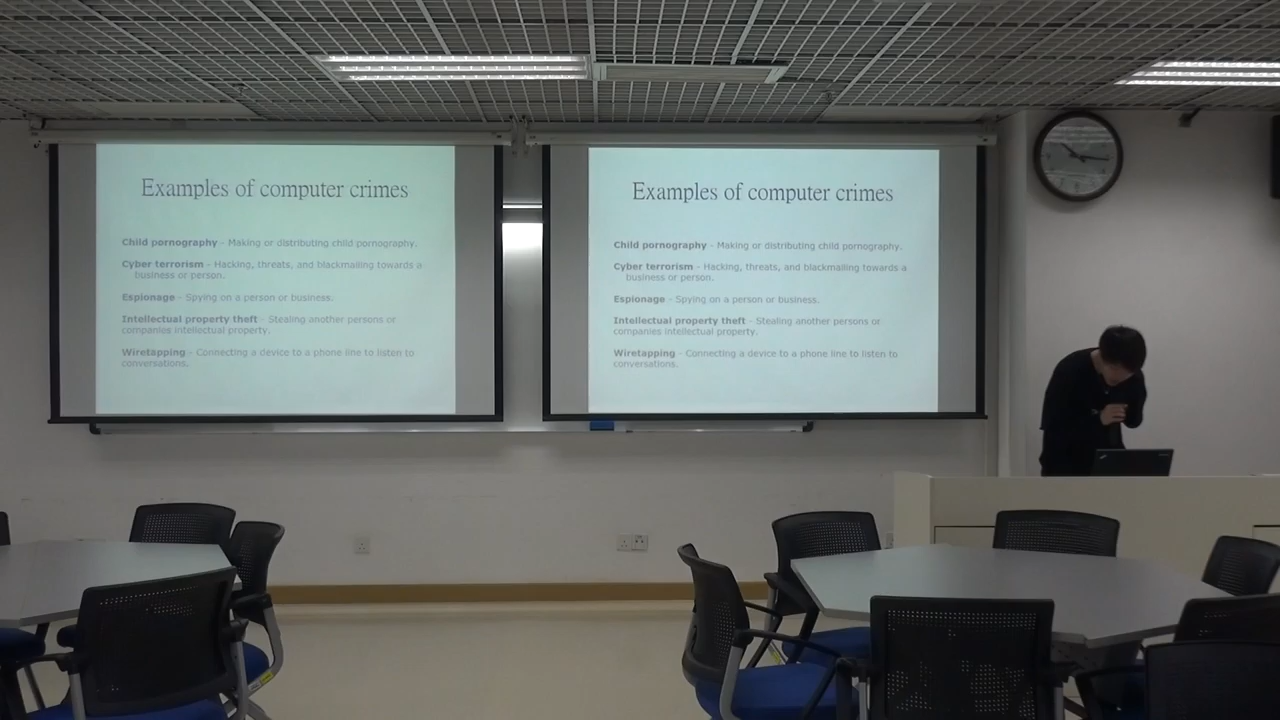 Examples of computer crimes
Child pornography - Making or distributing child pornography.
Cyber terrorism - Hacking, threats, and blackmailing towards a
business or person.
Espionage - Spying on a person or business.
Intellectual property theft - Stealing another persons or
companies intellectual property.
Wiretapping - Connecting a device to a phone line to listen to
conversations.
Examples of computer crimes
Child pornography - Making or distributing child pornography.
Cyber terrorism - Hacking, threats, and blackmailing towards a
business or person.
Espionage - Spying on a person or business.
Intellectual property theft - Stealing another persons or
companies intellectual property.
Wiretapping - Connecting a device to a phone line to listen to
conversations.